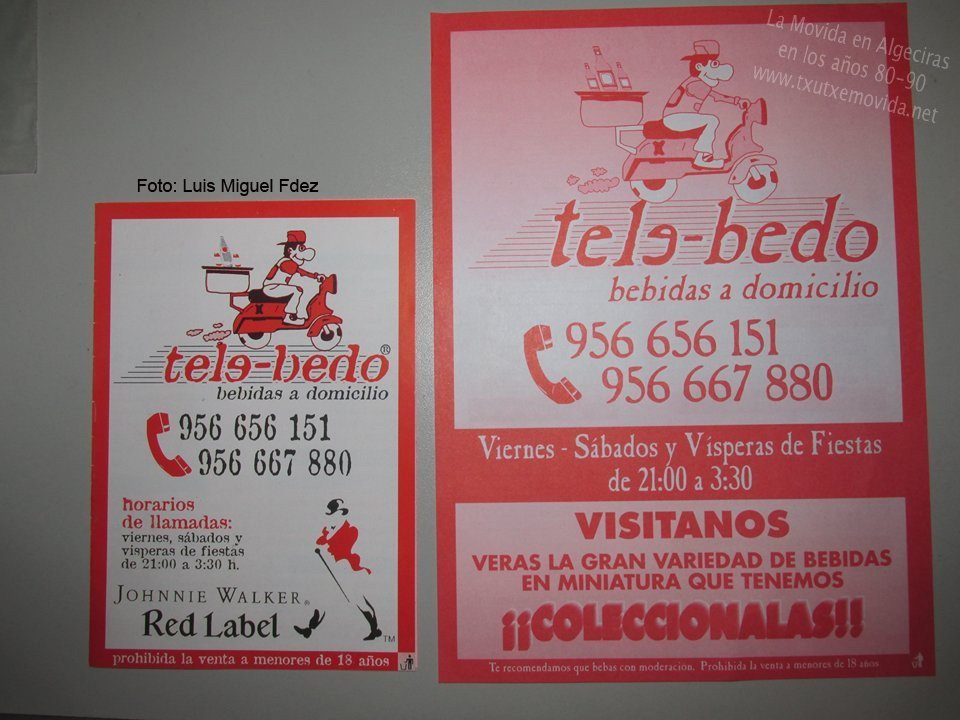 La Movida en Algeciras
en los años 80-90
www.txutxemovida.net
Foto: Luis Miguel Fdez
tele-bedo®
bebidas a domicilio
956 656 151
956 667 880
horarios
de llamadas:
viernes, sábados y
vísperas de fiestas
de 21:00 a 3:30 h.
JOHNNIE WALKER®
Red Label
TM
prohibida la venta a menores de 18 años
tele-bedo
bebidas a domicilio
956 656 151
956 667 880
Viernes - Sábados y Vísperas de Fiestas
de 21:00 a 3:30
VISITANOS
VERAS LA GRAN VARIEDAD DE BEBIDAS
EN MINIATURA QUE TENEMOS
¡¡COLECCIONALAS!!
Te recomendamos que bebas con moderación. Prohibida la venta a menores de 18 años